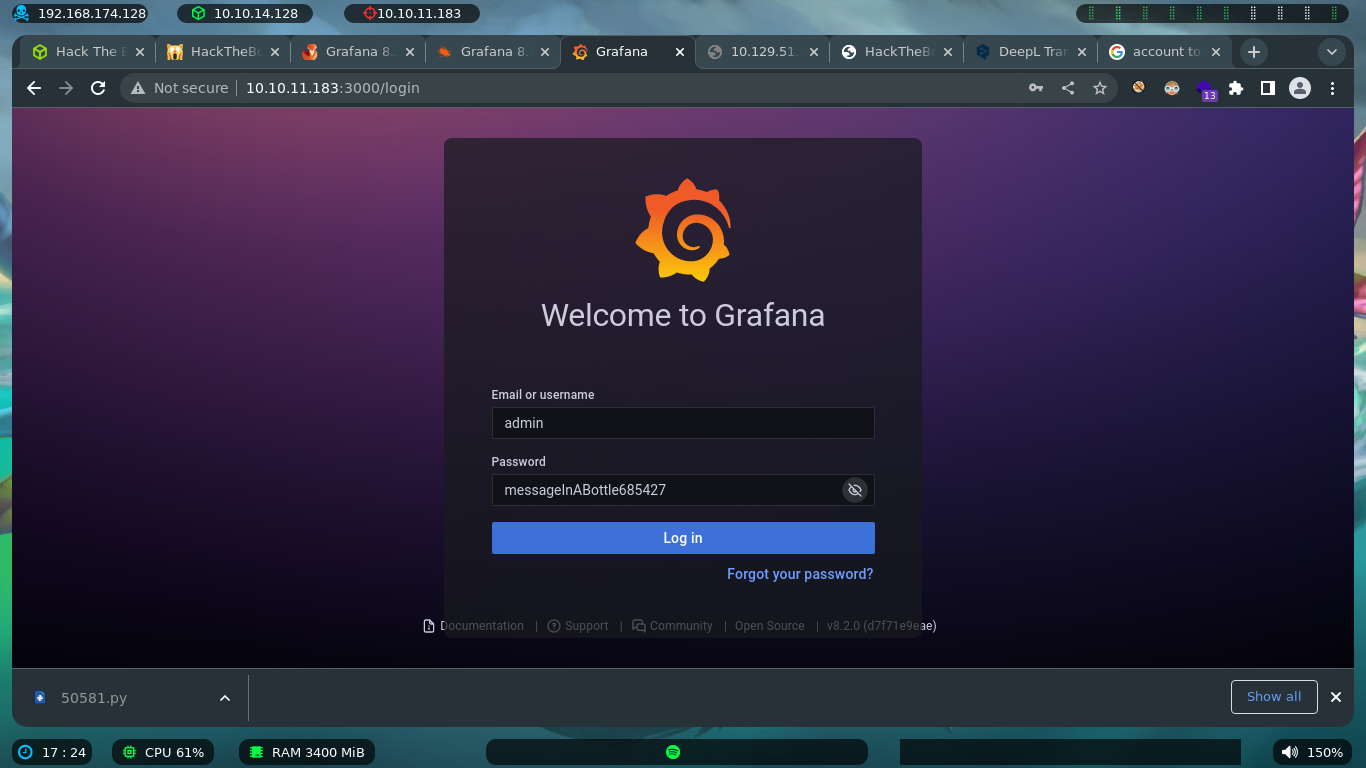 192.168.174.128 10.10.14.128 10.10.11.183
Hack The B HackTheBo Grafana 8. Grafana 8. Grafana 10.129.51. HackTheBo DeepL Tran account to
Not secure 10.10.11.183:3000/login 13
Welcome to Grafana
Email or username
admin
Password
messageInABottle685427
Log in
Forgot your password?
Documentation | Support | Community | Open Source | v8.2.0 (d7f71e9eae)
50581.py Show all
17 : 24 CPU 61% RAM 3400 MiB 150%